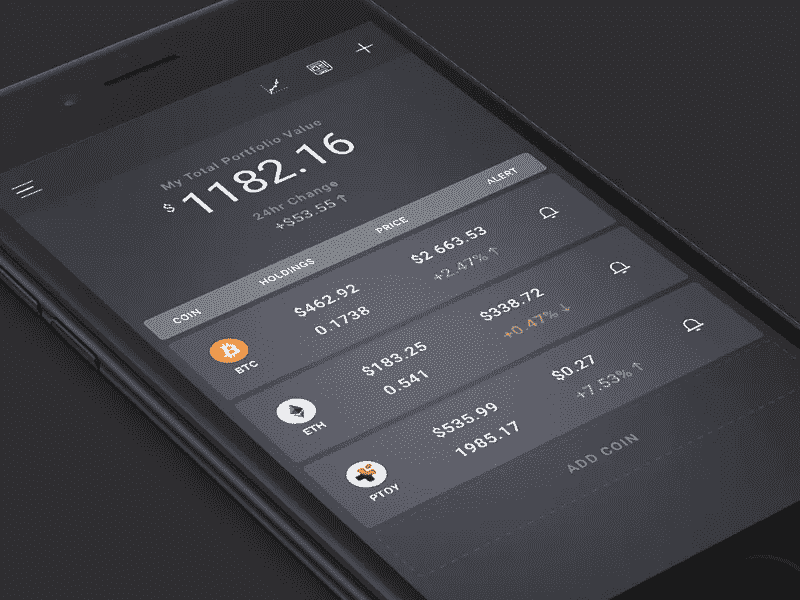 My Total Portfolio Value
$ 1182.16
24hr Change
+$53.55 ↑
COIN HOLDINGS PRICE ALERT
BTC $462.92 $2 663.53
0.1738 +2.47% ↑
ETH $183.25 $338.72
0.541 +0.47% ↓
PTOY $535.99 $0.27
1985.17 +7.53% ↑
ADD COIN